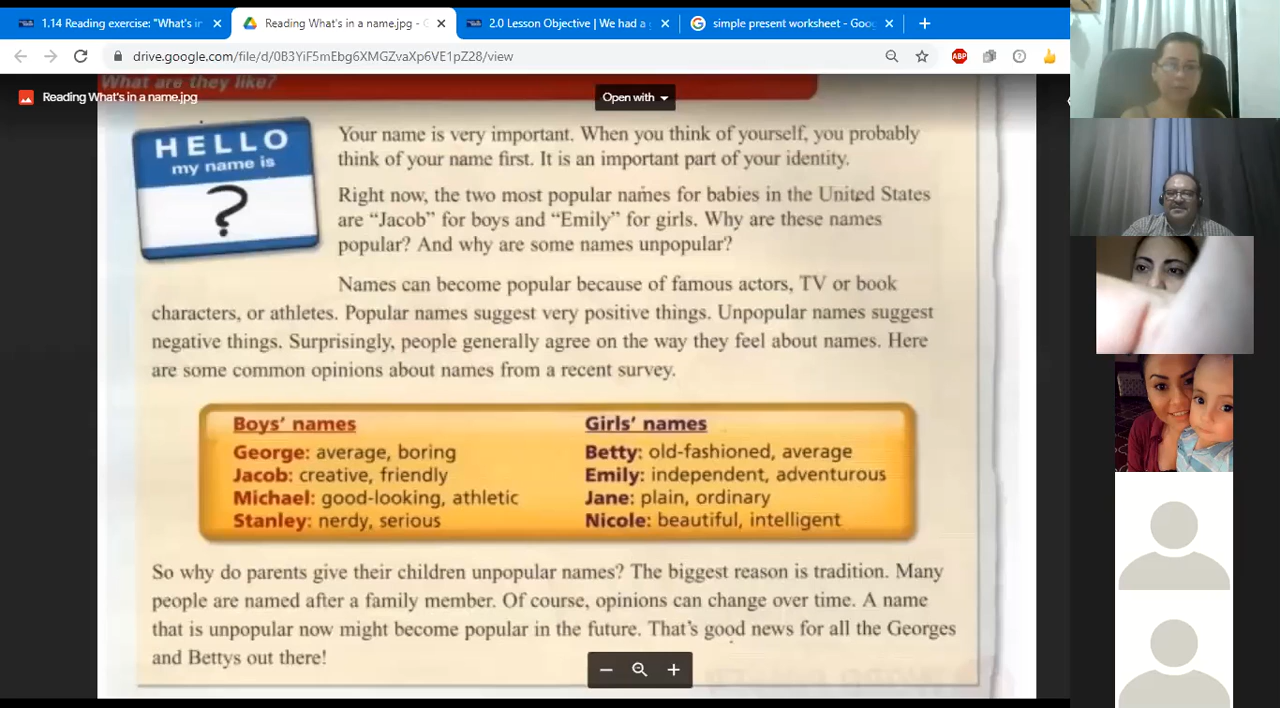 1.14 Reading exercise: "What's in
Reading What's in a name.jpg - G
2.0 Lesson Objective | We had a g
simple present worksheet - Goog
drive.google.com/file/d/0B3YiF5mEbg6XMGZvaXp6VE1pZ28/view
ABP
What are they like?
Reading What's in a name.jpg
Open with
HELLO
my name is
?
Your name is very important. When you think of yourself, you probably
think of your name first. It is an important part of your identity.
Right now, the two most popular names for babies in the United States
are “Jacob” for boys and “Emily” for girls. Why are these names
popular? And why are some names unpopular?
Names can become popular because of famous actors, TV or book
characters, or athletes. Popular names suggest very positive things. Unpopular names suggest
negative things. Surprisingly, people generally agree on the way they feel about names. Here
are some common opinions about names from a recent survey.
Boys’ names
George: average, boring
Jacob: creative, friendly
Michael: good-looking, athletic
Stanley: nerdy, serious
Girls’ names
Betty: old-fashioned, average
Emily: independent, adventurous
Jane: plain, ordinary
Nicole: beautiful, intelligent
So why do parents give their children unpopular names? The biggest reason is tradition. Many
people are named after a family member. Of course, opinions can change over time. A name
that is unpopular now might become popular in the future. That’s good news for all the Georges
and Bettys out there!